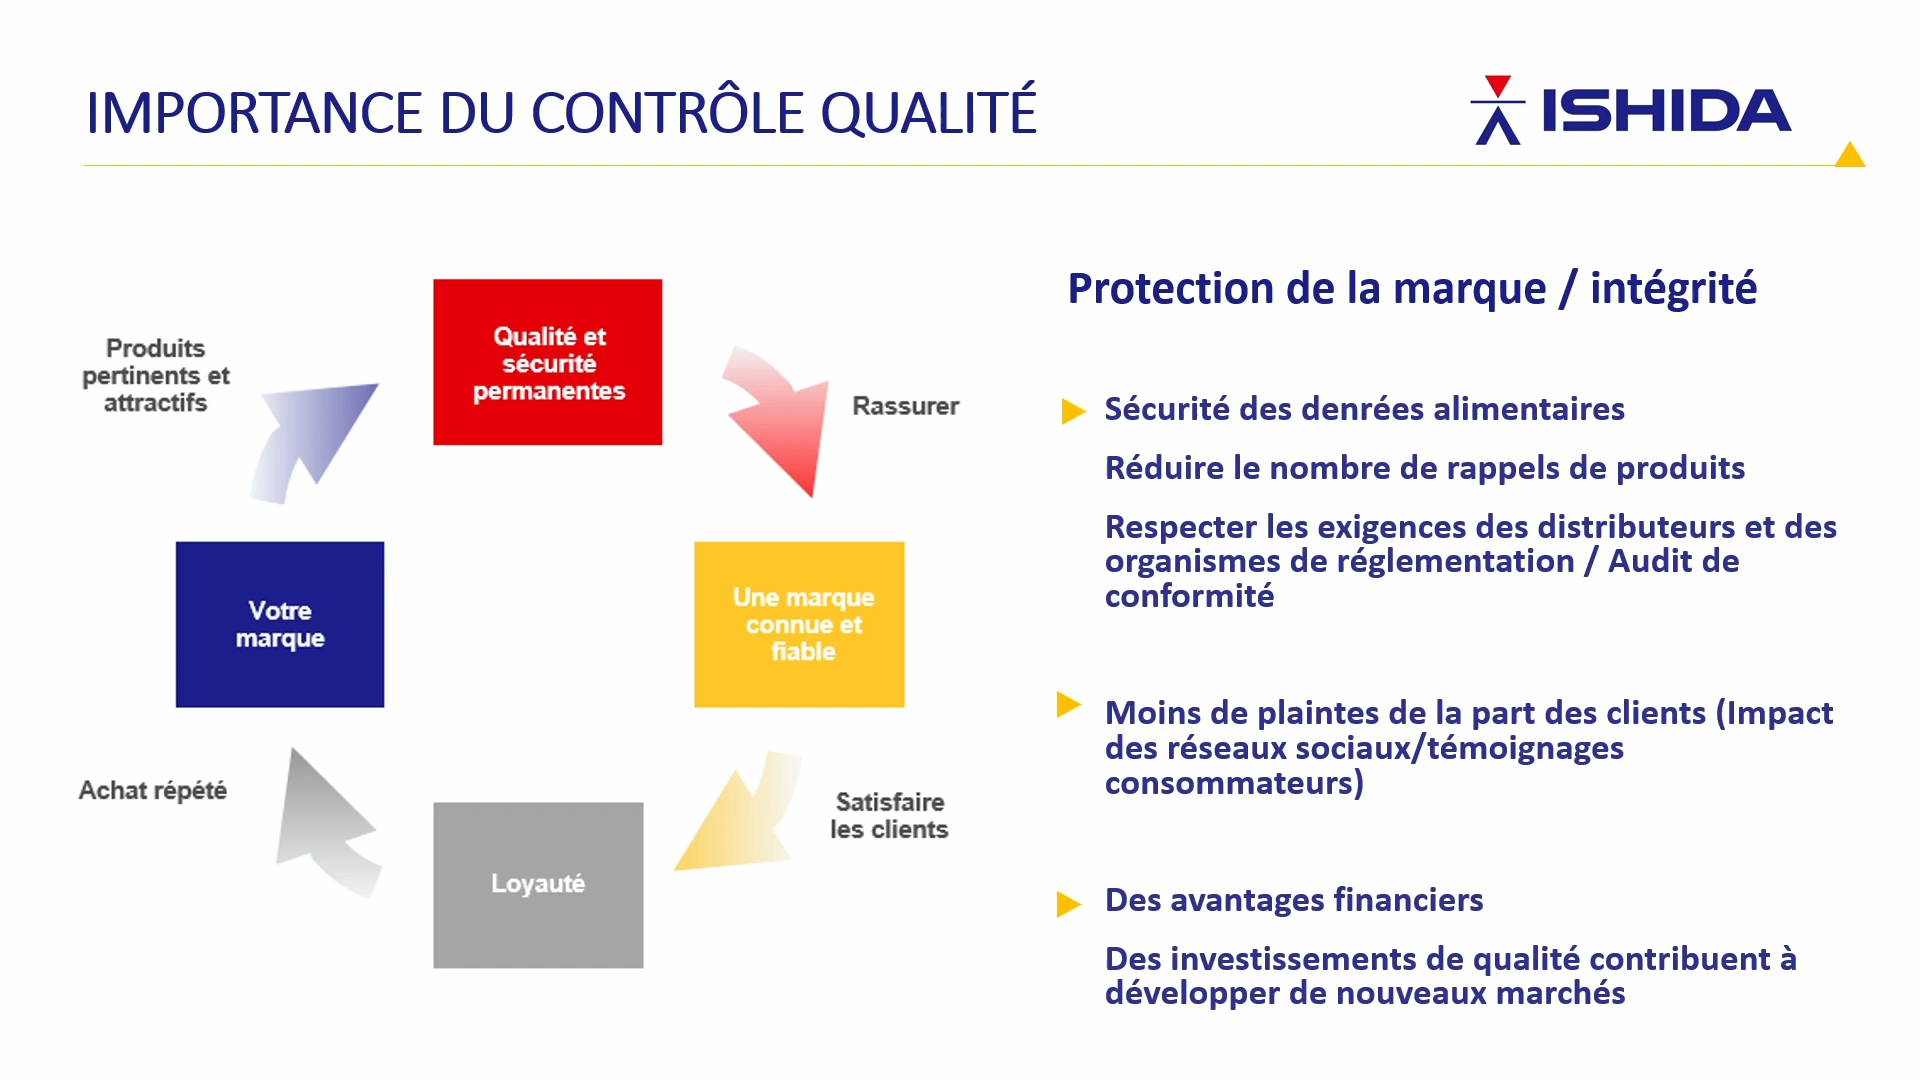 IMPORTANCE DU CONTRÔLE QUALITÉ
ISHIDA
Produits
pertinents et
attractifs
Qualité et
sécurité
permanentes
Rassurer
Votre
marque
Une marque
connue et
fiable
Achat répété
Loyauté
Satisfaire
les clients
Protection de la marque / intégrité
Sécurité des denrées alimentaires
Réduire le nombre de rappels de produits
Respecter les exigences des distributeurs et des
organismes de réglementation / Audit de
conformité
Moins de plaintes de la part des clients (Impact
des réseaux sociaux/témoignages
consommateurs)
Des avantages financiers
Des investissements de qualité contribuent à
développer de nouveaux marchés